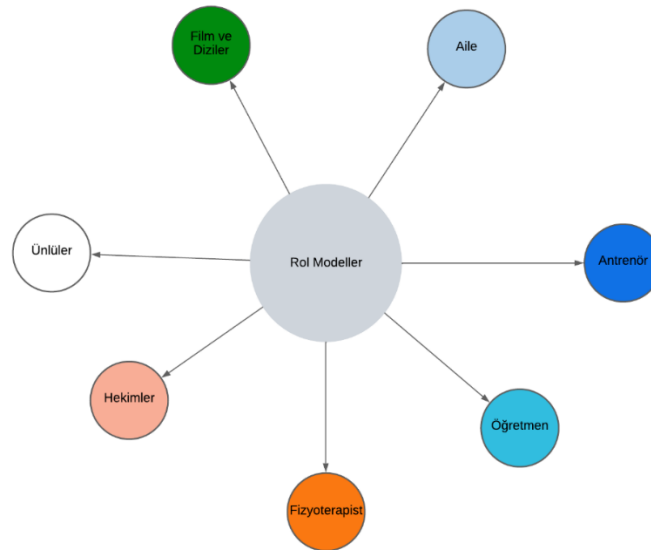 Film ve
Diziler
Aile
Ünlüler
Rol Modeller
Antrenör
Hekimler
Öğretmen
Fizyoterapist